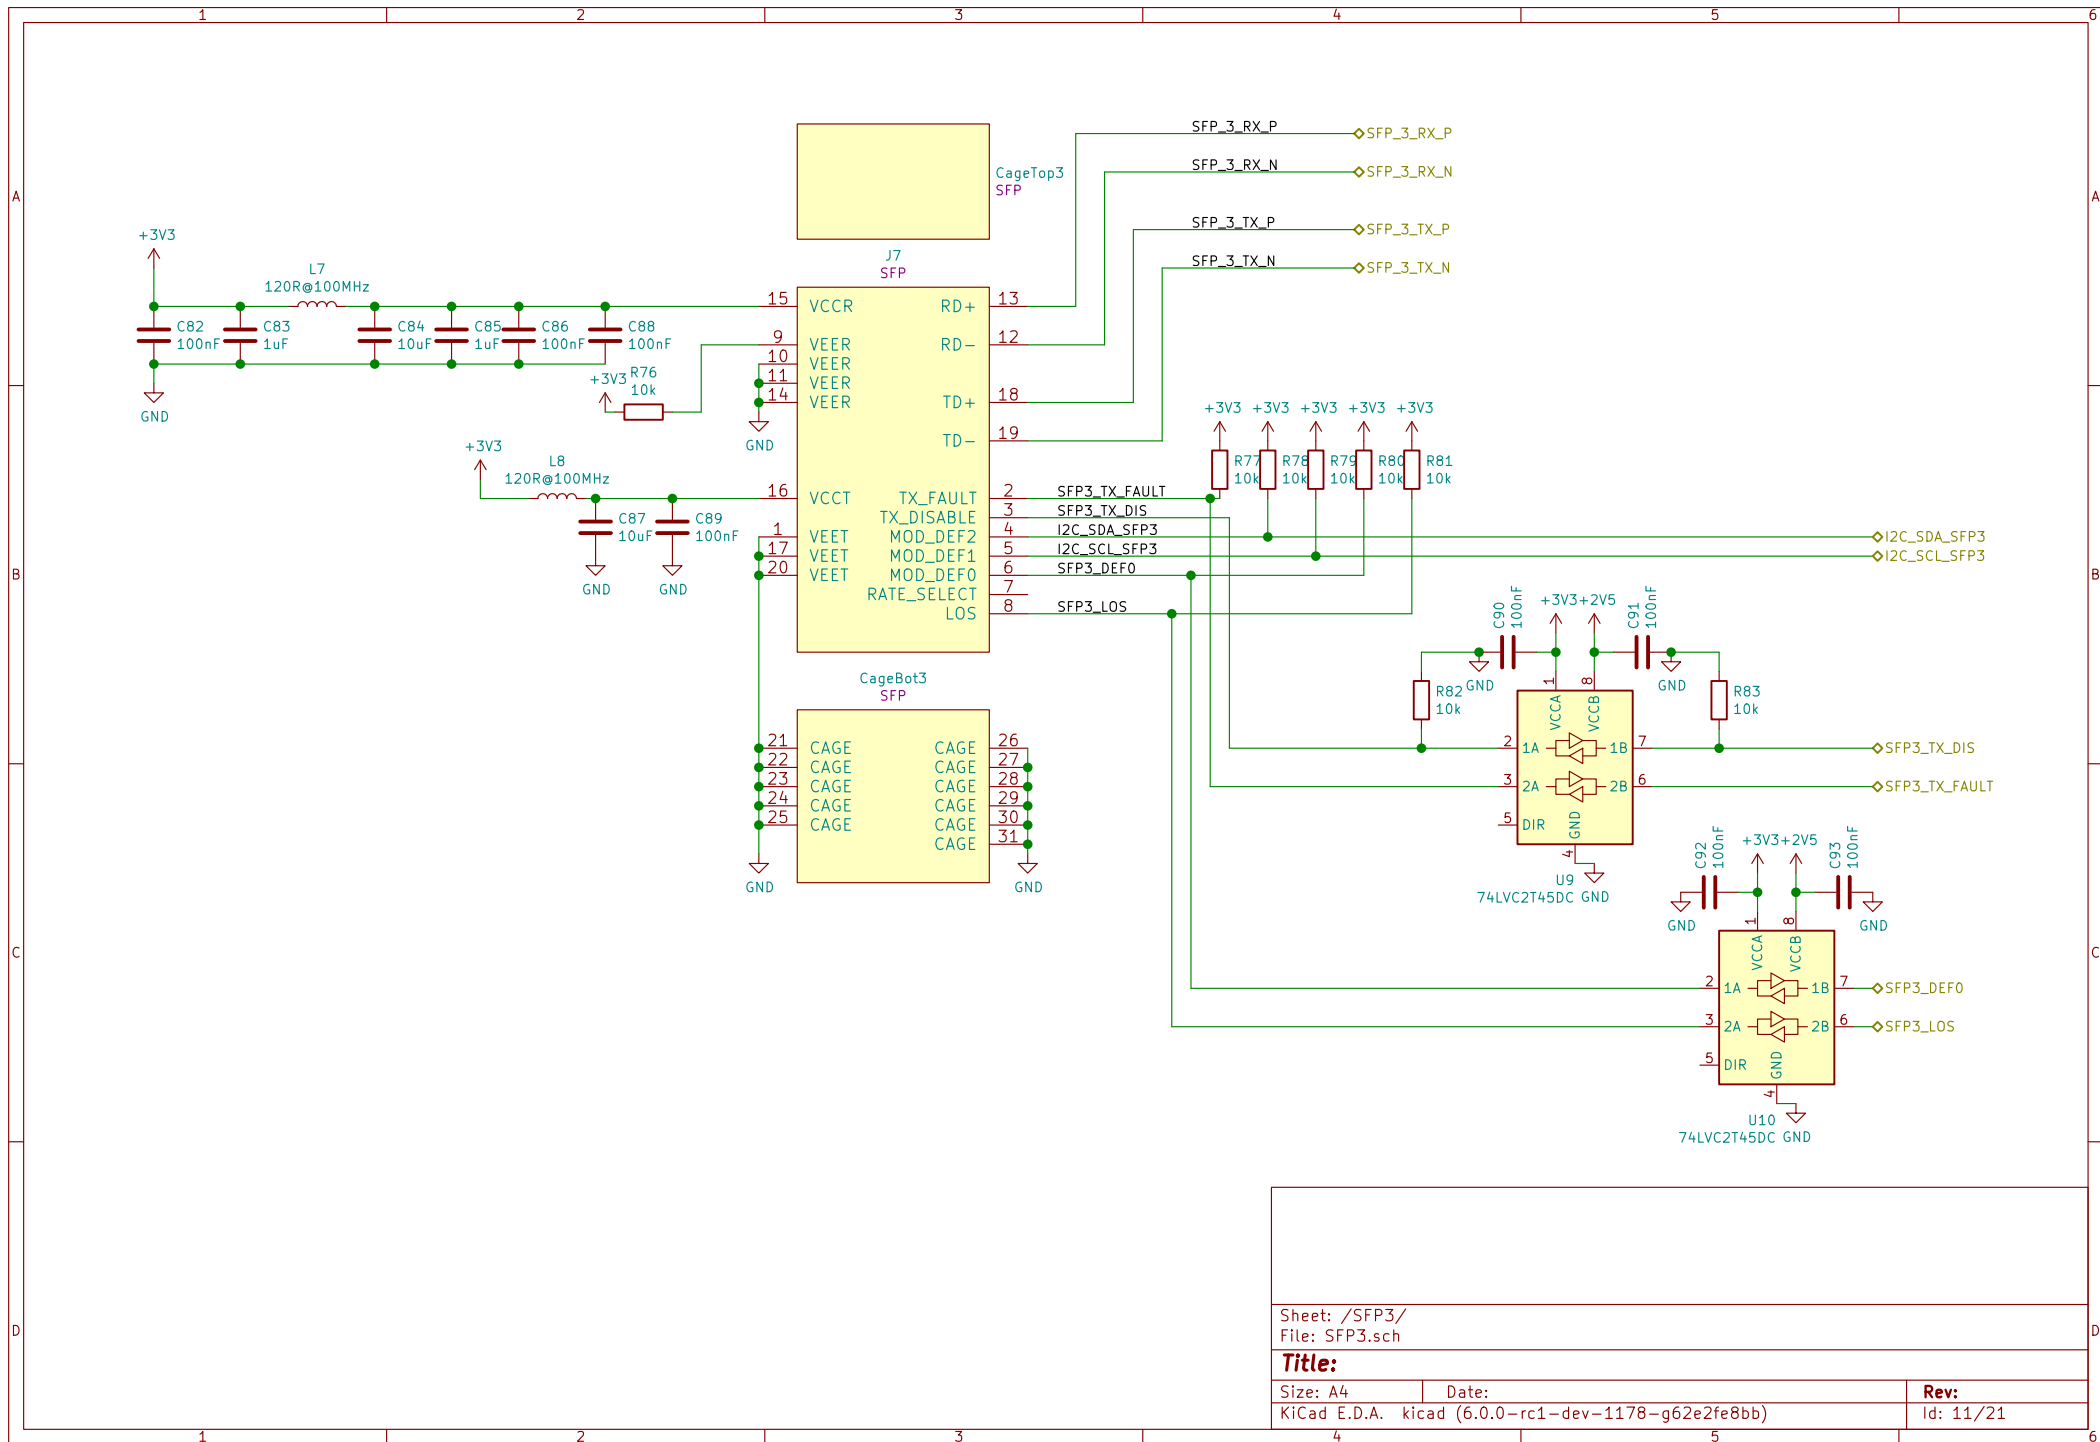 1 2 3 4 5 6
A A
B B
C C
D D
1 2 3 4 5 6
CageTop3
SFP
SFP_3_RX_P SFP_3_RX_P
SFP_3_RX_N SFP_3_RX_N
SFP_3_TX_P SFP_3_TX_P
SFP_3_TX_N SFP_3_TX_N
+3V3
L7
120R@100MHz
C82
100nF
C83
1uF
C84
10uF
C85
1uF
C86
100nF
C88
100nF
GND
+3V3
R76
10k
GND
+3V3
L8
120R@100MHz
C87
10uF
C89
100nF
GND
GND
J7
SFP
15 VCCR RD+ 13
9 VEER RD- 12
10 VEER
11 VEER
14 VEER TD+ 18
TD- 19
16 VCCT TX_FAULT 2
TX_DISABLE 3
1 VEET MOD_DEF2 4
17 VEET MOD_DEF1 5
20 VEET MOD_DEF0 6
RATE_SELECT 7
LOS 8
SFP3_TX_FAULT
SFP3_TX_DIS
I2C_SDA_SFP3
I2C_SCL_SFP3
SFP3_DEF0
SFP3_LOS
+3V3 +3V3 +3V3 +3V3 +3V3
R77
10k
R78
10k
R79
10k
R80
10k
R81
10k
I2C_SDA_SFP3
I2C_SCL_SFP3
CageBot3
SFP
21 CAGE CAGE 26
22 CAGE CAGE 27
23 CAGE CAGE 28
24 CAGE CAGE 29
25 CAGE CAGE 30
CAGE 31
GND
GND
C90
100nF
+3V3 +2V5
C91
100nF
R82
10k
GND
GND
R83
10k
1 VCCA
8 VCCB
2 1A 1B 7
3 2A 2B 6
5 DIR
GND 4
SFP3_TX_DIS
SFP3_TX_FAULT
U9
74LVC2T45DC GND
C92
100nF
+3V3 +2V5
C93
100nF
GND
GND
1 VCCA
8 VCCB
2 1A 1B 7
3 2A 2B 6
5 DIR
GND 4
SFP3_DEF0
SFP3_LOS
U10
74LVC2T45DC GND
Sheet: /SFP3/
File: SFP3.sch
Title:
Size: A4 Date: Rev:
KiCad E.D.A. kicad (6.0.0-rc1-dev-1178-g62e2fe8bb) Id: 11/21